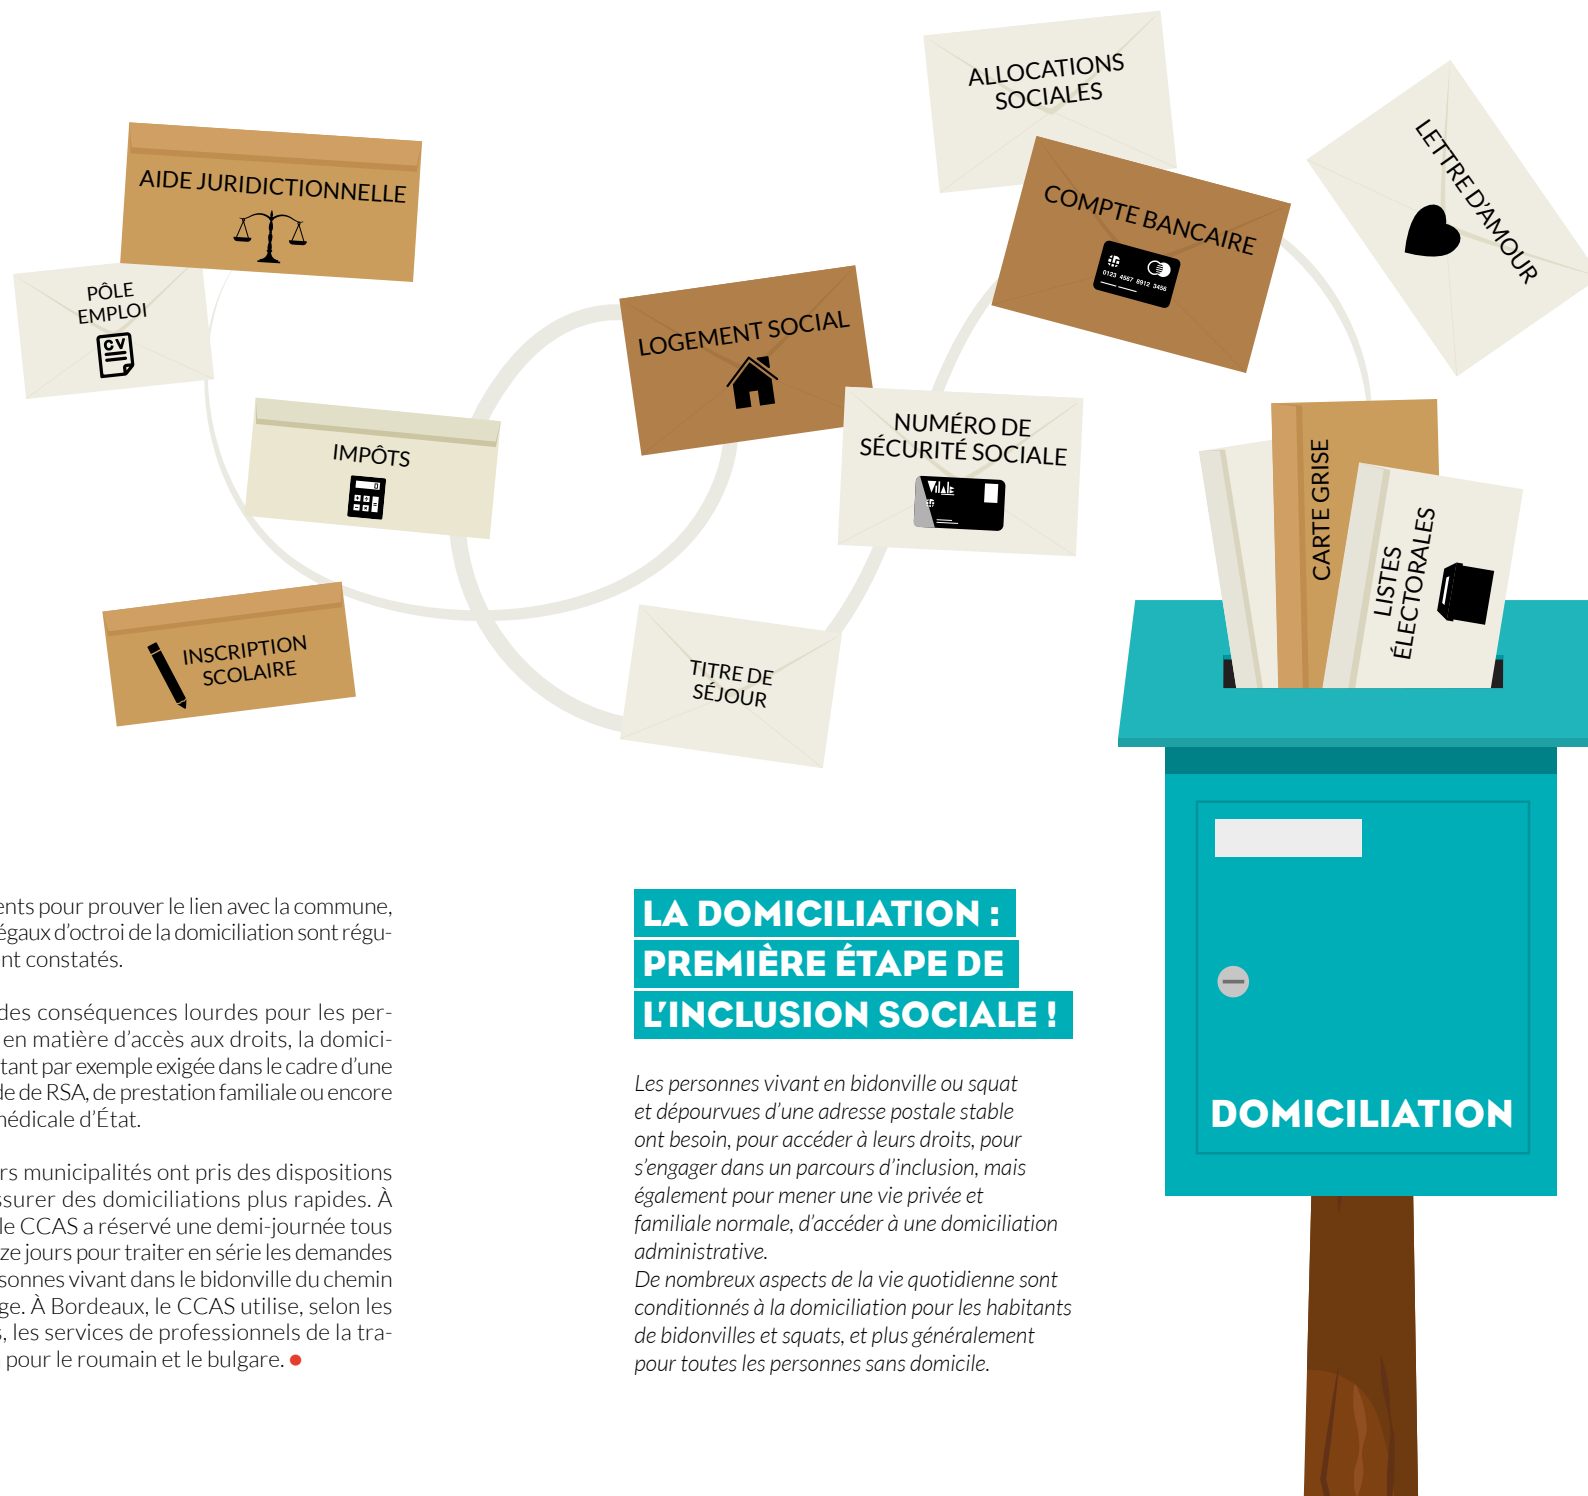 ALLOCATIONS
SOCIALES
LETTRE D'AMOUR
AIDE JURIDICTIONNELLE
COMPTE BANCAIRE
0123 4567 8912 3456
PÔLE
EMPLOI
CV
LOGEMENT SOCIAL
NUMÉRO DE
SÉCURITÉ SOCIALE
Vitale
IMPÔTS
0
CARTE GRISE
LISTES
ÉLECTORALES
INSCRIPTION
SCOLAIRE
TITRE DE
SÉJOUR
ents pour prouver le lien avec la commune,
égaux d’octroi de la domiciliation sont régu-
nt constatés.
des conséquences lourdes pour les per-
en matière d’accès aux droits, la domici-
tant par exemple exigée dans le cadre d’une
de de RSA, de prestation familiale ou encore
médicale d’État.
rs municipalités ont pris des dispositions
ssurer des domiciliations plus rapides. À
le CCAS a réservé une demi-journée tous
ze jours pour traiter en série les demandes
sonnes vivant dans le bidonville du chemin
ge. À Bordeaux, le CCAS utilise, selon les
s, les services de professionnels de la tra-
pour le roumain et le bulgare. ●
LA DOMICILIATION :
PREMIÈRE ÉTAPE DE
L’INCLUSION SOCIALE !
Les personnes vivant en bidonville ou squat
et dépourvues d’une adresse postale stable
ont besoin, pour accéder à leurs droits, pour
s’engager dans un parcours d’inclusion, mais
également pour mener une vie privée et
familiale normale, d’accéder à une domiciliation
administrative.
De nombreux aspects de la vie quotidienne sont
conditionnés à la domiciliation pour les habitants
de bidonvilles et squats, et plus généralement
pour toutes les personnes sans domicile.
DOMICILIATION